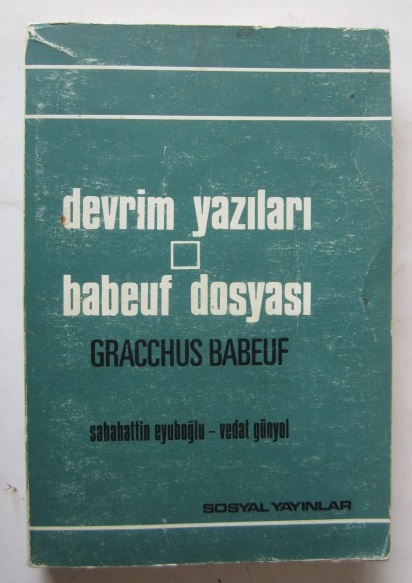 devrim yazıları
babeuf dosyası
GRACCHUS BABEUF
sabahattin eyuboğlu – vedat günyol
SOSYAL YAYINLAR